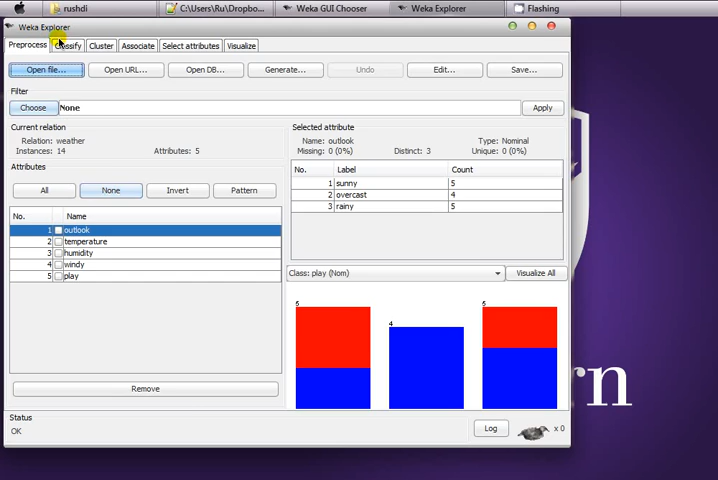 rushdi
C:\Users\Ru\Dropbo...
Weka GUI Chooser
Weka Explorer
Flashing
Weka Explorer
Preprocess Classify Cluster Associate Select attributes Visualize
Open file... Open URL... Open DB... Generate... Undo Edit... Save...
Filter
Choose None Apply
Current relation
Relation: weather
Instances: 14 Attributes: 5
Attributes
All None Invert Pattern
No. Name
1 outlook
2 temperature
3 humidity
4 windy
5 play
Remove
Selected attribute
Name: outlook Type: Nominal
Missing: 0 (0%) Distinct: 3 Unique: 0 (0%)
No. Label Count
1 sunny 5
2 overcast 4
3 rainy 5
Class: play (Nom) Visualize All
5 4 5
Status
OK
Log x 0
rn